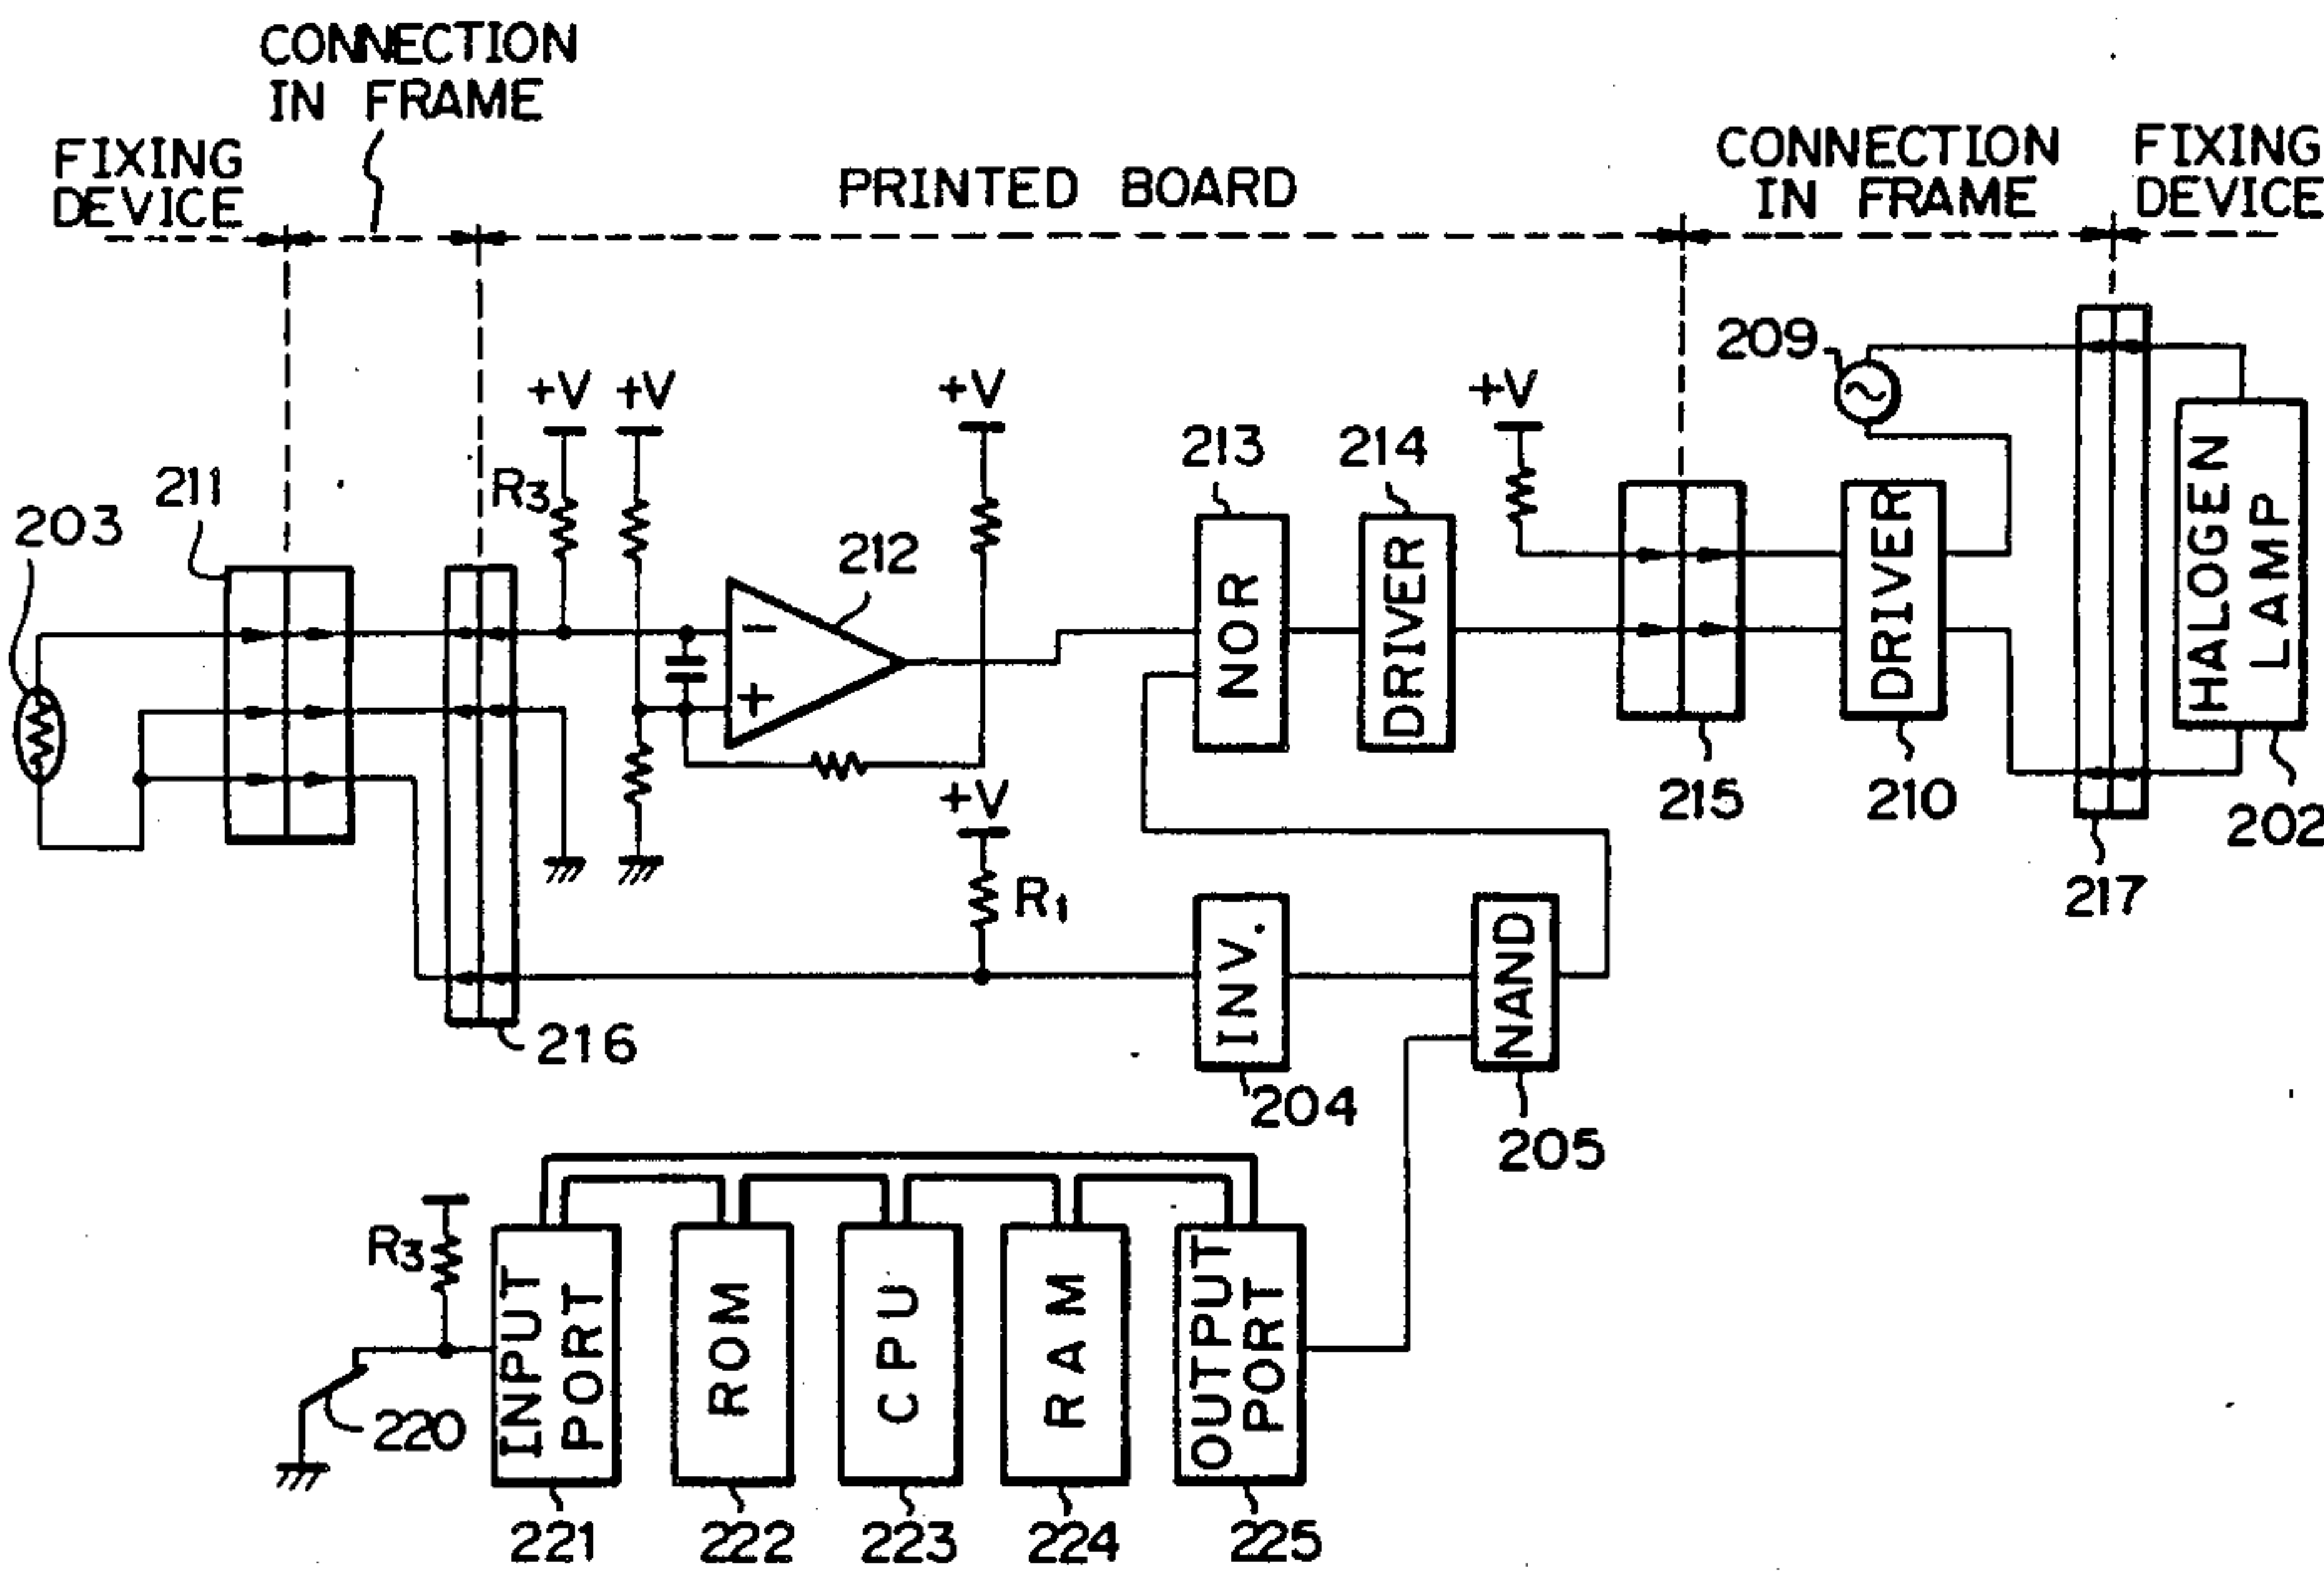 CONNECTION
IN FRAME
FIXING
DEVICE
PRINTED BOARD
CONNECTION
IN FRAME
FIXING
DEVICE
209
+V
+V
+V
+V
213
214
211
R3
203
212
NOR
DRIVER
DRIVER
HALOGEN
LAMP
−
+
215
210
202
217
+V
R1
INV.
NAND
216
204
205
R3
INPUT
PORT
ROM
CPU
RAM
OUTPUT
PORT
220
221
222
223
224
225